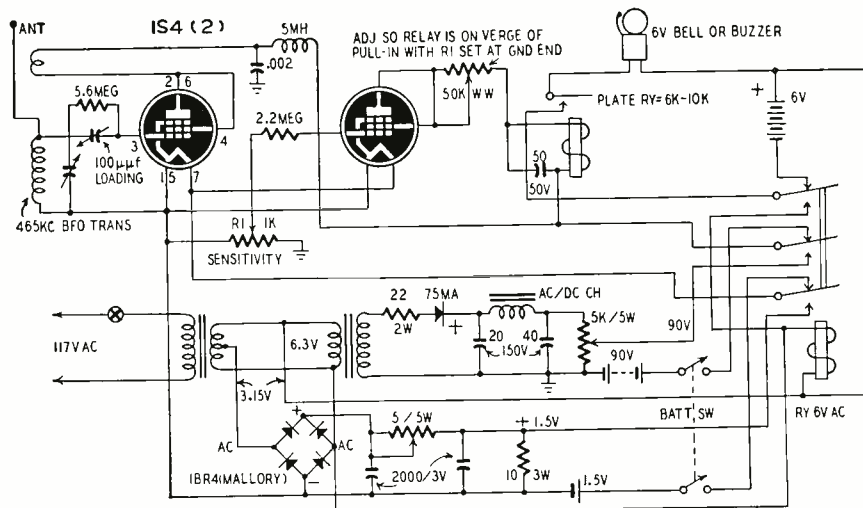 ANT
IS4 (2)
5MH
.002
ADJ SO RELAY IS ON VERGE OF
PULL-IN WITH R1 SET AT GND END
6V BELL OR BUZZER
5.6MEG
2 6
50K WW
PLATE RY=6K-10K
+
6V
3
4
2.2MEG
100μμf
LOADING
1 5 7
50
50V
465KC BFO TRANS
R1 1K
SENSITIVITY
22
2W
75MA
+
AC/DC CH
5K/5W
20
40
150V
90V
117V AC
6.3V
90V
3.15V
BATT SW
RY 6V AC
+
5/5W
+ 1.5V
AC
AC
-
2000/3V
10
3W
1.5V
IBR4(MALLORY)